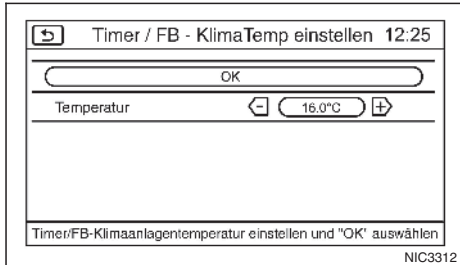 Timer / FB - KlimaTemp einstellen 12:25
OK
Temperatur - 16.0°C +
Timer/FB-Klimaanlagentemperatur einstellen und "OK" auswählen
NIC3312